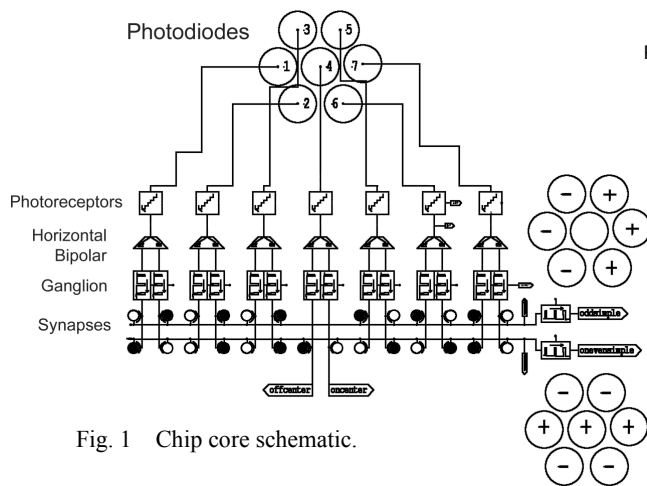 Photodiodes
3 5
1 4 7
2 6
Photoreceptors
Horizontal
Bipolar
Ganglion
Synapses
oddsimple
onevensimple
offcenter oncenter
- +
- +
- +
- -
+ + +
- -
Fig. 1 Chip core schematic.